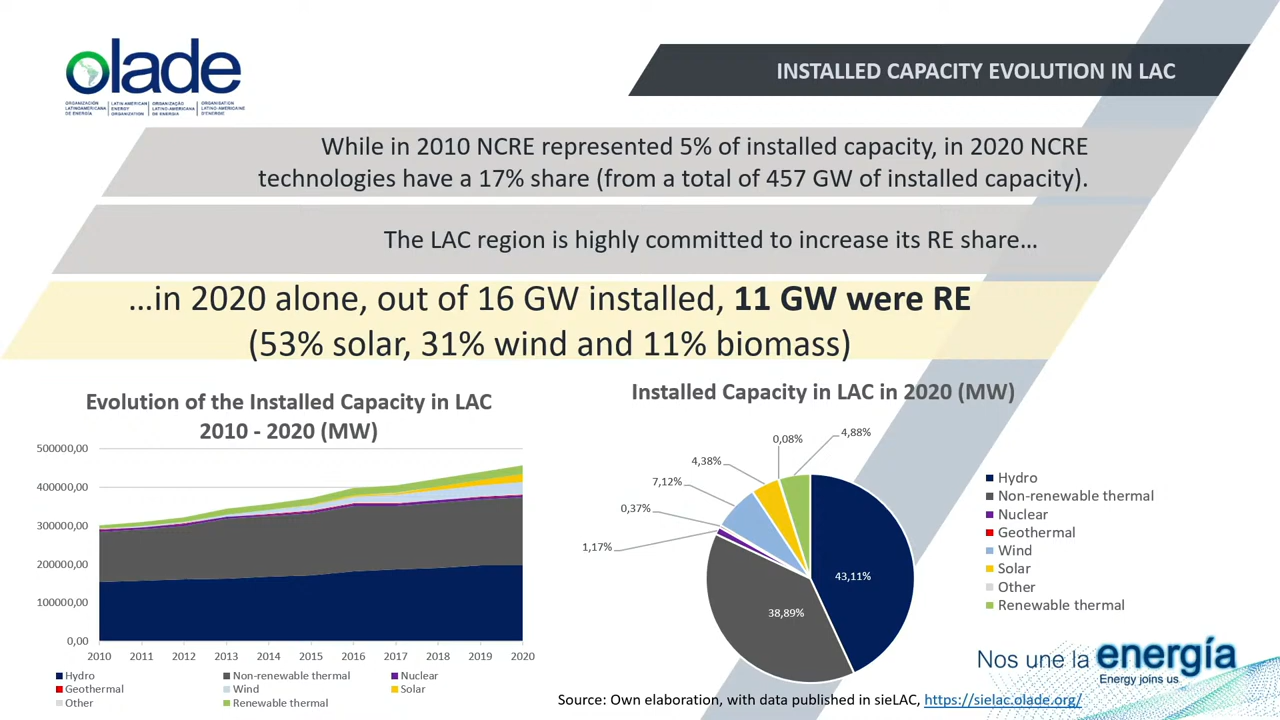 olade
ORGANIZACIÓN LATINOAMERICANA DE ENERGÍA
LATIN AMERICAN ENERGY ORGANIZATION
ORGANIZAÇÃO LATINO-AMERICANA DE ENERGIA
ORGANISATION LATINO-AMERICAINE D'ENERGIE
INSTALLED CAPACITY EVOLUTION IN LAC
While in 2010 NCRE represented 5% of installed capacity, in 2020 NCRE
technologies have a 17% share (from a total of 457 GW of installed capacity).
The LAC region is highly committed to increase its RE share…
…in 2020 alone, out of 16 GW installed, 11 GW were RE
(53% solar, 31% wind and 11% biomass)
Evolution of the Installed Capacity in LAC
2010 - 2020 (MW)
500000,00
400000,00
300000,00
200000,00
100000,00
0,00
2010 2011 2012 2013 2014 2015 2016 2017 2018 2019 2020
Hydro Non-renewable thermal Nuclear
Geothermal Wind Solar
Other Renewable thermal
Installed Capacity in LAC in 2020 (MW)
0,08%
4,88%
4,38%
7,12%
0,37%
1,17%
43,11%
38,89%
Hydro
Non-renewable thermal
Nuclear
Geothermal
Wind
Solar
Other
Renewable thermal
Nos une la energía
Energy joins us
Source: Own elaboration, with data published in sieLAC, https://sielac.olade.org/